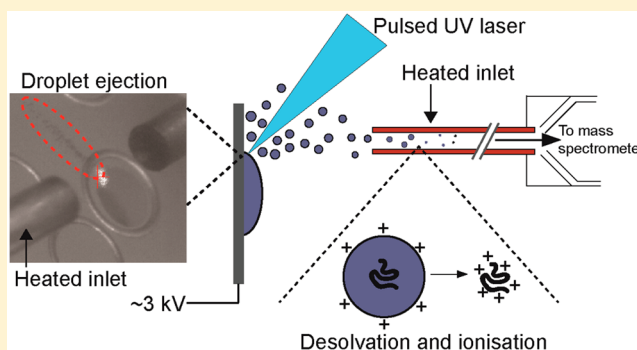 Pulsed UV laser
Droplet ejection
Heated inlet
To mass
spectrometer
Heated inlet
~3 kV
Desolvation and ionisation